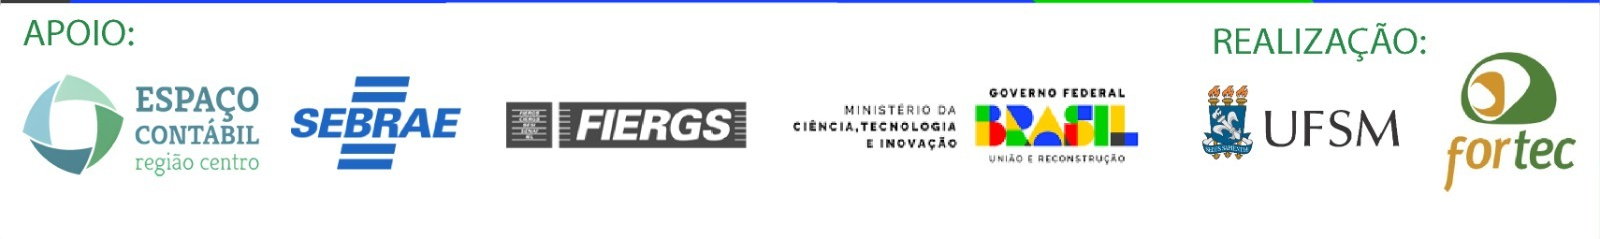 APOIO:
ESPAÇO
CONTÁBIL
região centro
SEBRAE
FIERGS
MINISTÉRIO DA
CIÊNCIA, TECNOLOGIA
E INOVAÇÃO
GOVERNO FEDERAL
BRASIL
UNIÃO E RECONSTRUÇÃO
REALIZAÇÃO:
UFSM
fortec